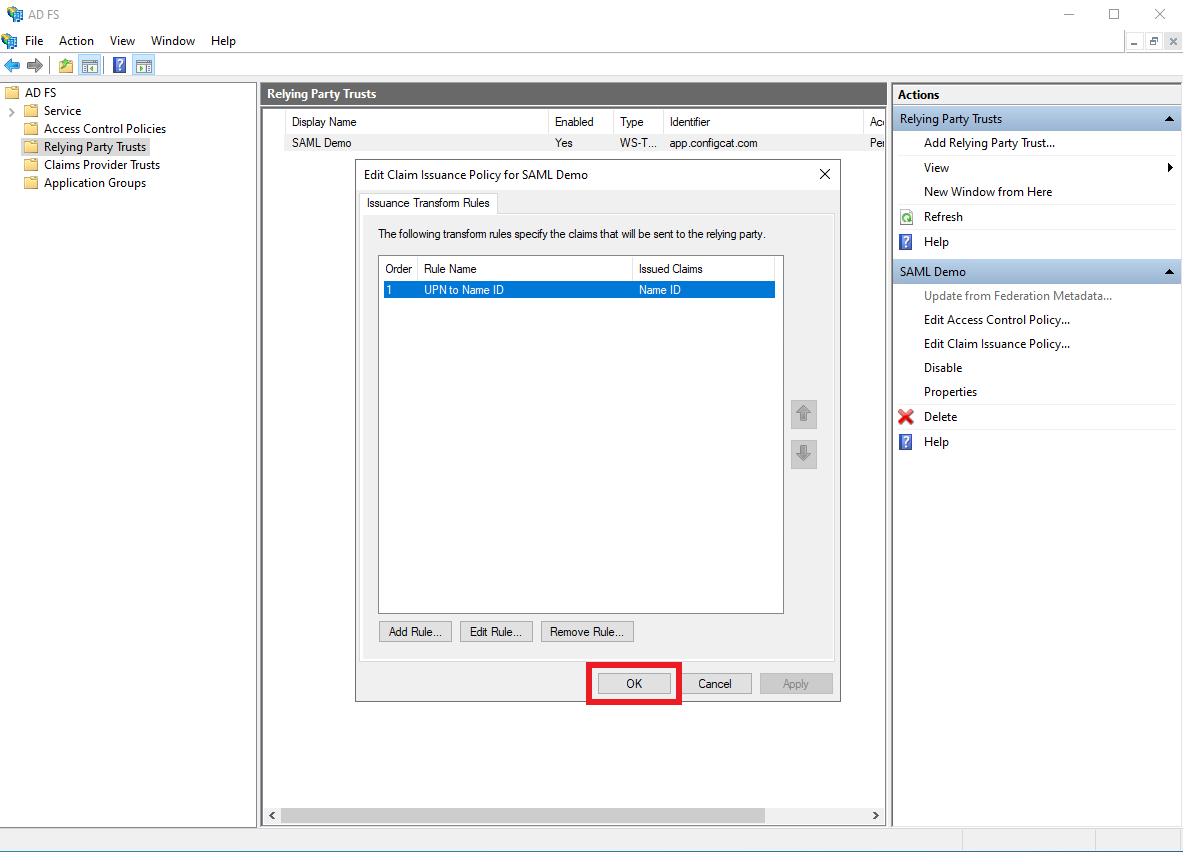 AD FS
File Action View Window Help
AD FS
Service
Access Control Policies
Relying Party Trusts
Claims Provider Trusts
Application Groups
Relying Party Trusts
Display Name Enabled Type Identifier Acc
SAML Demo Yes WS-T... app.configcat.com Per
Edit Claim Issuance Policy for SAML Demo
Issuance Transform Rules
The following transform rules specify the claims that will be sent to the relying party.
Order Rule Name Issued Claims
1 UPN to Name ID Name ID
Add Rule... Edit Rule... Remove Rule...
OK Cancel Apply
Actions
Relying Party Trusts
Add Relying Party Trust...
View
New Window from Here
Refresh
Help
SAML Demo
Update from Federation Metadata...
Edit Access Control Policy...
Edit Claim Issuance Policy...
Disable
Properties
Delete
Help